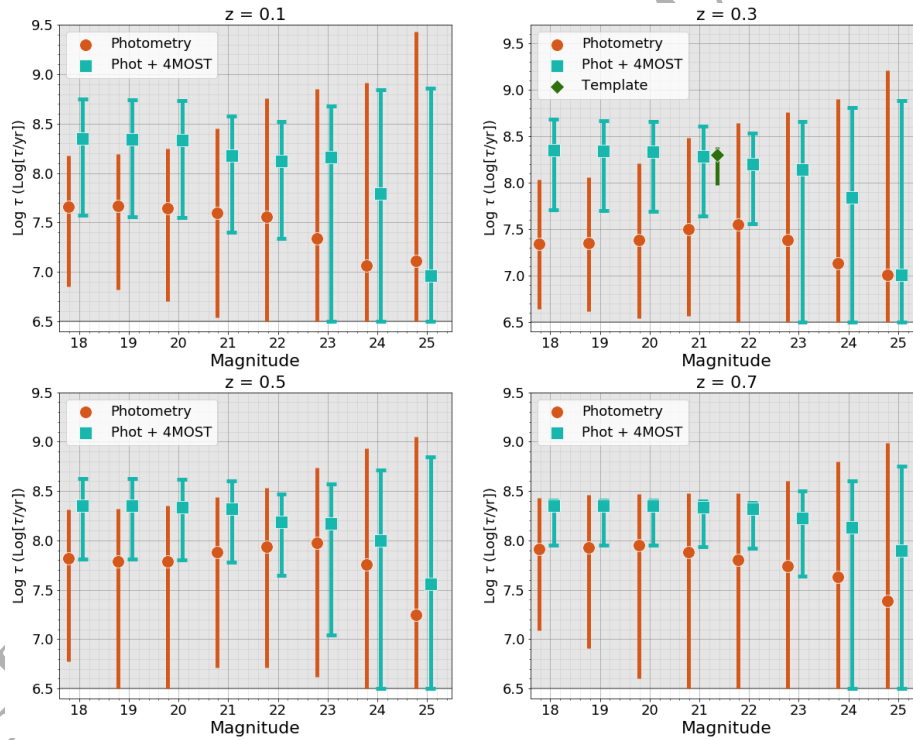 z = 0.1
9.5
9.0
8.5
8.0
7.5
7.0
6.5
Log τ (Log[τ/yr])
Photometry
Phot + 4MOST
18 19 20 21 22 23 24 25
Magnitude
z = 0.3
9.5
9.0
8.5
8.0
7.5
7.0
6.5
Log τ (Log[τ/yr])
Photometry
Phot + 4MOST
Template
18 19 20 21 22 23 24 25
Magnitude
z = 0.5
9.5
9.0
8.5
8.0
7.5
7.0
6.5
Log τ (Log[τ/yr])
Photometry
Phot + 4MOST
18 19 20 21 22 23 24 25
Magnitude
z = 0.7
9.5
9.0
8.5
8.0
7.5
7.0
6.5
Log τ (Log[τ/yr])
Photometry
Phot + 4MOST
18 19 20 21 22 23 24 25
Magnitude